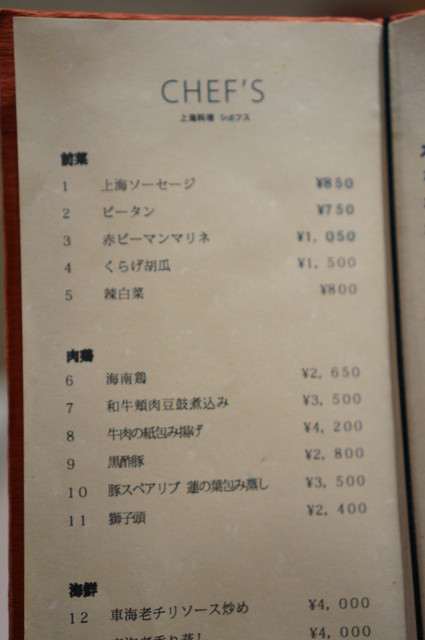 CHEF'S
上海料理 シェフス
前菜
1 上海ソーセージ ¥850
2 ピータン ¥750
3 赤ピーマンマリネ ¥1, 050
4 くらげ胡瓜 ¥1, 500
5 辣白菜 ¥800
肉鶏
6 海南鶏 ¥2, 650
7 和牛頬肉豆鼓煮込み ¥3, 500
8 牛肉の紙包み揚げ ¥4, 200
9 黒酢豚 ¥2, 800
10 豚スペアリブ 蓮の葉包み蒸し ¥3, 500
11 獅子頭 ¥2, 400
海鮮
12 車海老チリソース炒め ¥4, 000
¥4, 000